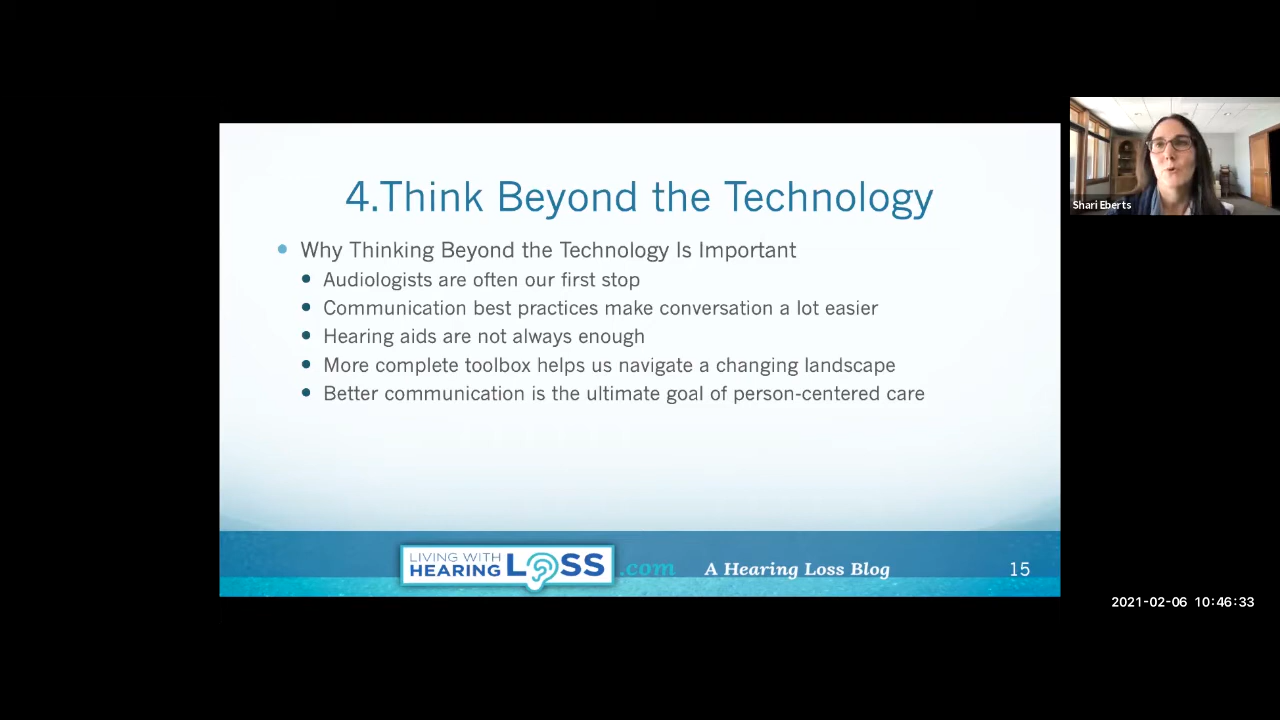 4.Think Beyond the Technology
Why Thinking Beyond the Technology Is Important
Audiologists are often our first stop
Communication best practices make conversation a lot easier
Hearing aids are not always enough
More complete toolbox helps us navigate a changing landscape
Better communication is the ultimate goal of person-centered care
LIVING WITH
HEARING LOSS .com
A Hearing Loss Blog
15
Shari Eberts
2021-02-06 10:46:33